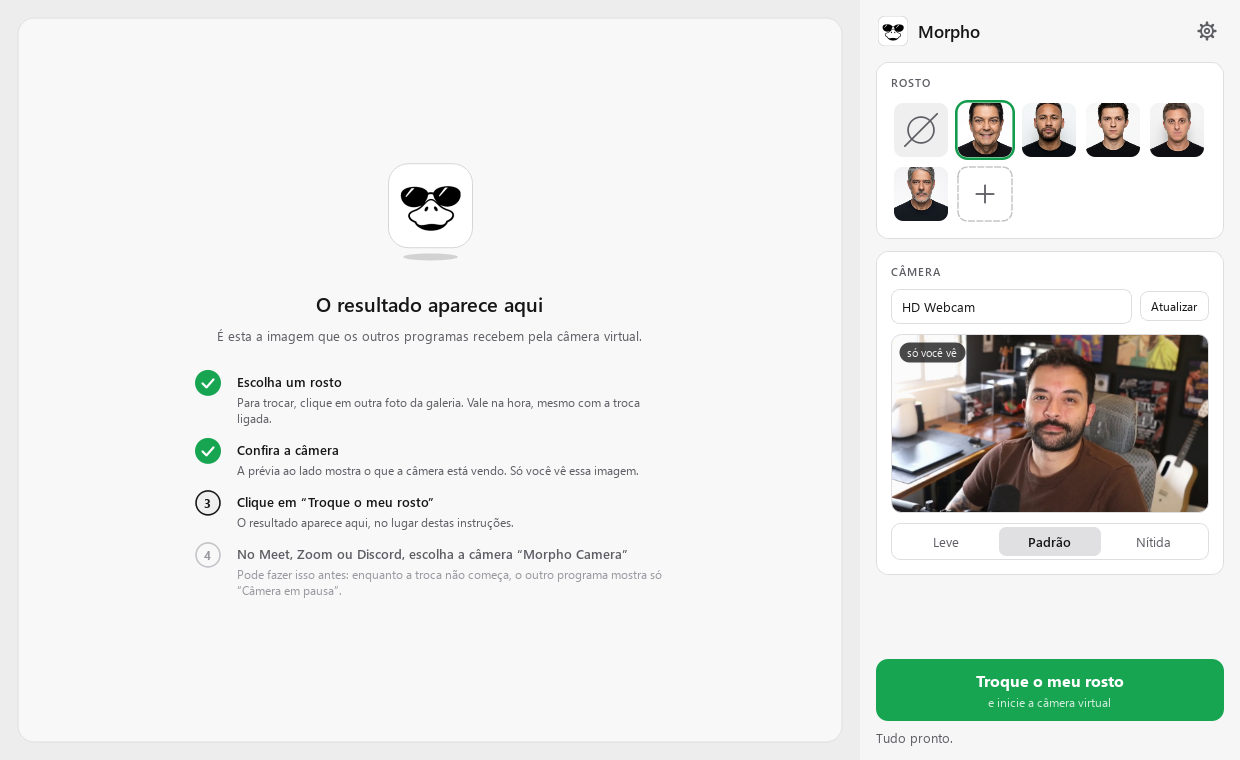 O resultado aparece aqui
É esta a imagem que os outros programas recebem pela câmera virtual.
Escolha um rosto
Para trocar, clique em outra foto da galeria. Vale na hora, mesmo com a troca
ligada.
Confira a câmera
A prévia ao lado mostra o que a câmera está vendo. Só você vê essa imagem.
3
Clique em “Troque o meu rosto”
O resultado aparece aqui, no lugar destas instruções.
4
No Meet, Zoom ou Discord, escolha a câmera “Morpho Camera”
Pode fazer isso antes: enquanto a troca não começa, o outro programa mostra só
“Câmera em pausa”.
Morpho
ROSTO
CÂMERA
HD Webcam
Atualizar
só você vê
Leve
Padrão
Nítida
Troque o meu rosto
e inicie a câmera virtual
Tudo pronto.